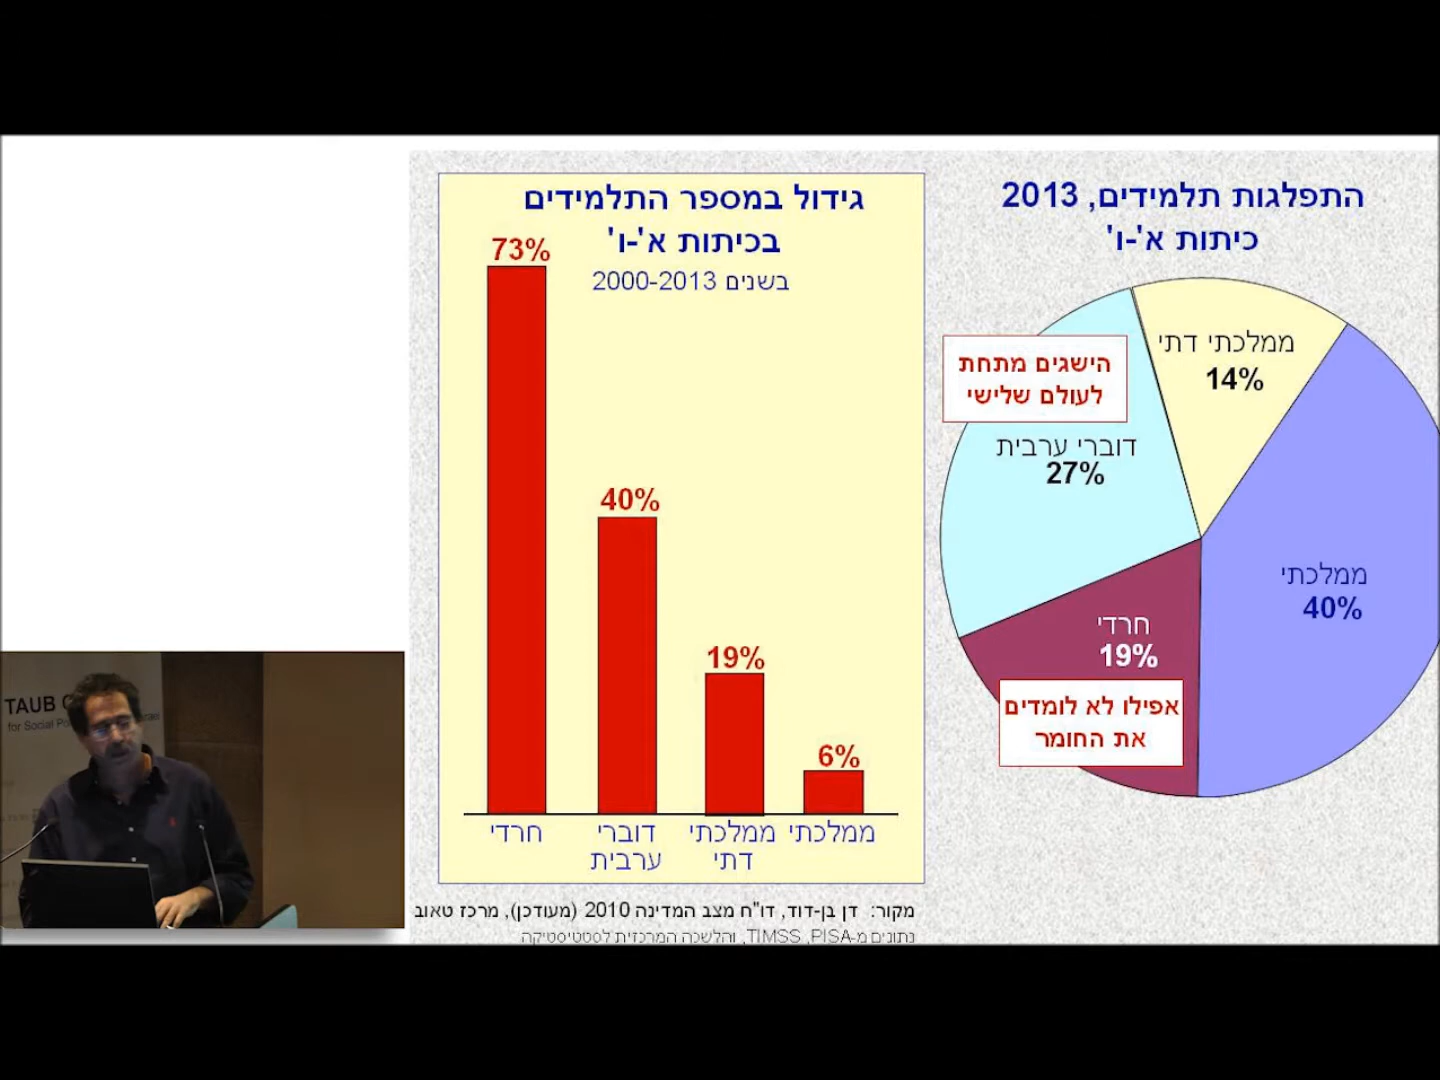 התפלגות תלמידים, 2013
כיתות א'-ו'
ממלכתי דתי
14%
הישגים מתחת
לעולם שלישי
דוברי ערבית
27%
ממלכתי
40%
חרדי
19%
אפילו לא לומדים
את החומר
גידול במספר התלמידים
בכיתות א'-ו'
בשנים 2000-2013
73%
40%
19%
6%
חרדי
דוברי
ערבית
ממלכתי
דתי
ממלכתי
מקור: דן בן-דוד, דו"ח מצב המדינה 2010 (מעודכן), מרכז טאוב
נתונים מ-TIMSS ,PISA, והלשכה המרכזית לסטטיסטיקה
TAUB
for Social